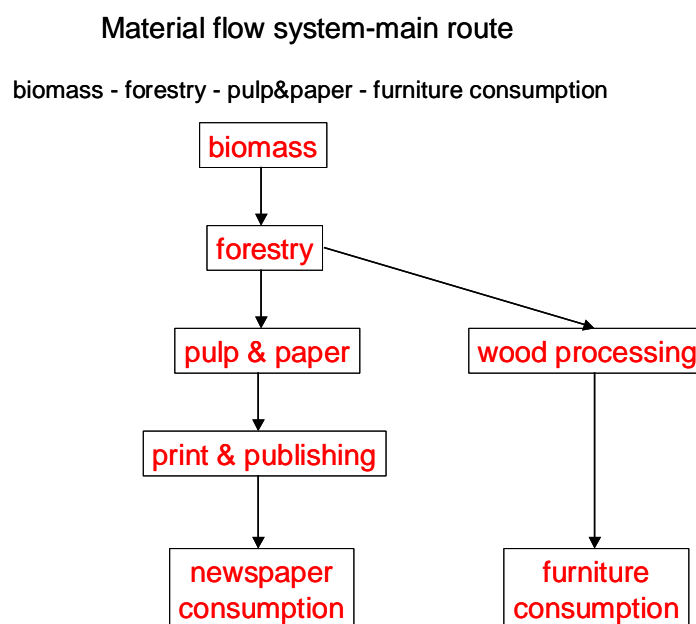 Material flow system-main route
biomass - forestry - pulp&paper - furniture consumption
biomass
forestry
pulp & paper
wood processing
print & publishing
newspaper
consumption
furniture
consumption